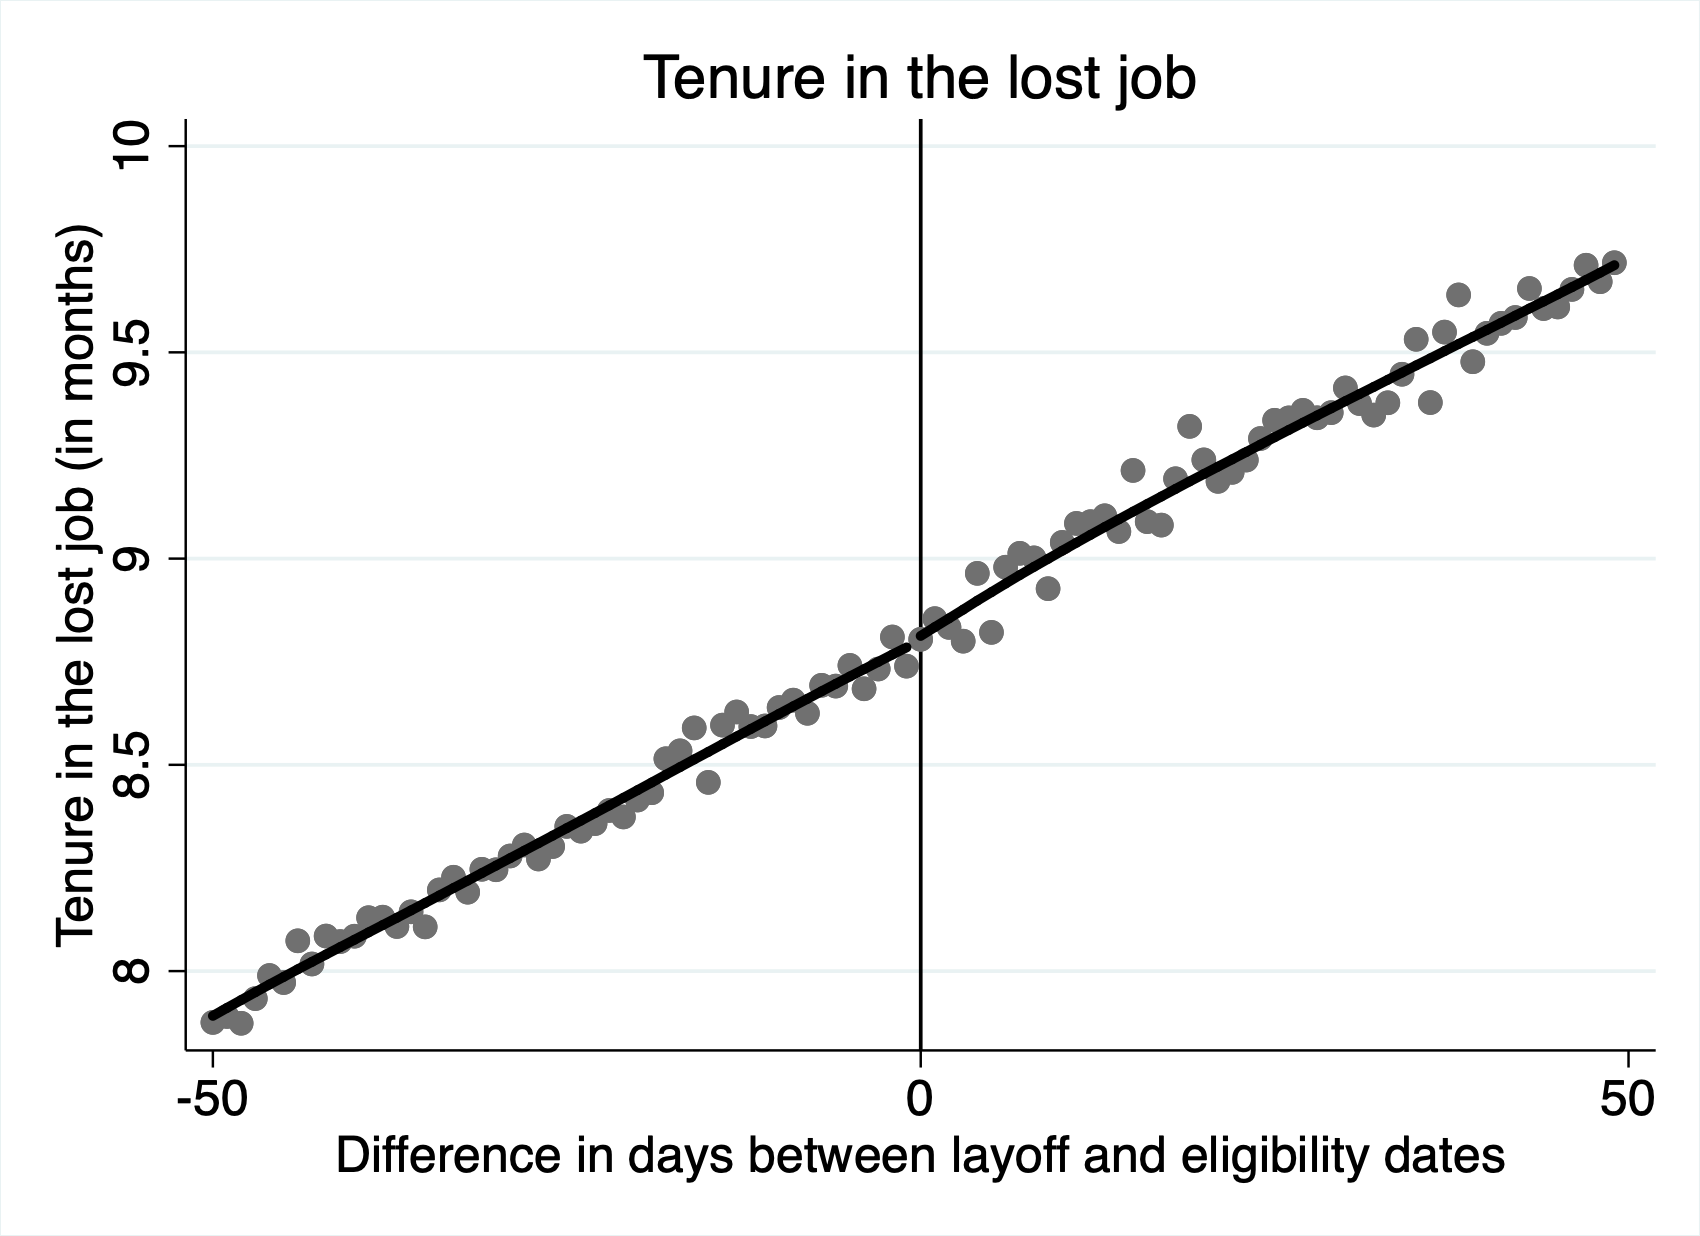 Tenure in the lost job
Tenure in the lost job (in months)
10
9.5
9
8.5
8
-50
0
50
Difference in days between layoff and eligibility dates